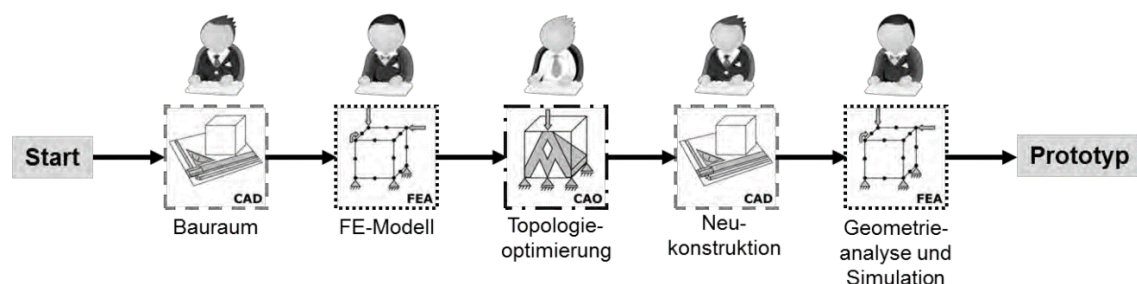 Start
CAD
Bauraum
FEA
FE-Modell
CAO
Topologie-
optimierung
CAD
Neu-
konstruktion
FEA
Geometrie-
analyse und
Simulation
Prototyp